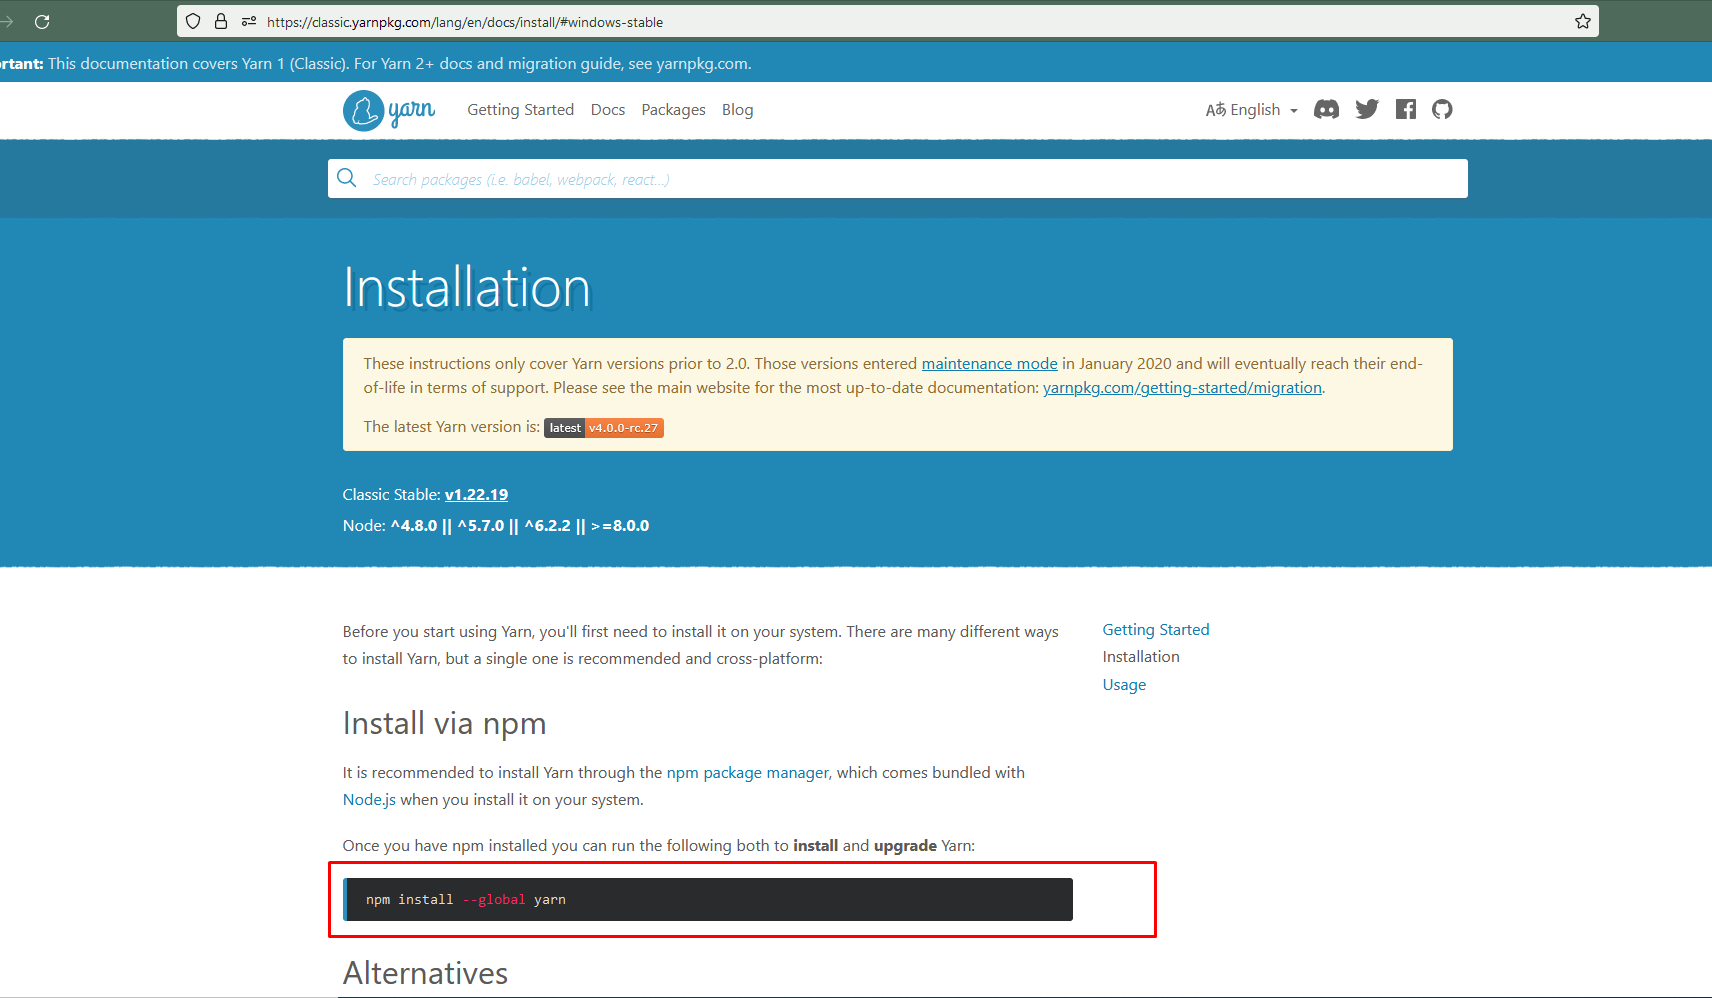 https://classic.yarnpkg.com/lang/en/docs/install/#windows-stable
rtant: This documentation covers Yarn 1 (Classic). For Yarn 2+ docs and migration guide, see yarnpkg.com.
yarn Getting Started Docs Packages Blog Aあ English
Search packages (i.e. babel, webpack, react...)
Installation
These instructions only cover Yarn versions prior to 2.0. Those versions entered maintenance mode in January 2020 and will eventually reach their end-
of-life in terms of support. Please see the main website for the most up-to-date documentation: yarnpkg.com/getting-started/migration.
The latest Yarn version is: latest v4.0.0-rc.27
Classic Stable: v1.22.19
Node: ^4.8.0 || ^5.7.0 || ^6.2.2 || >=8.0.0
Before you start using Yarn, you'll first need to install it on your system. There are many different ways
to install Yarn, but a single one is recommended and cross-platform:
Getting Started
Installation
Usage
Install via npm
It is recommended to install Yarn through the npm package manager, which comes bundled with
Node.js when you install it on your system.
Once you have npm installed you can run the following both to install and upgrade Yarn:
npm install --global yarn
Alternatives